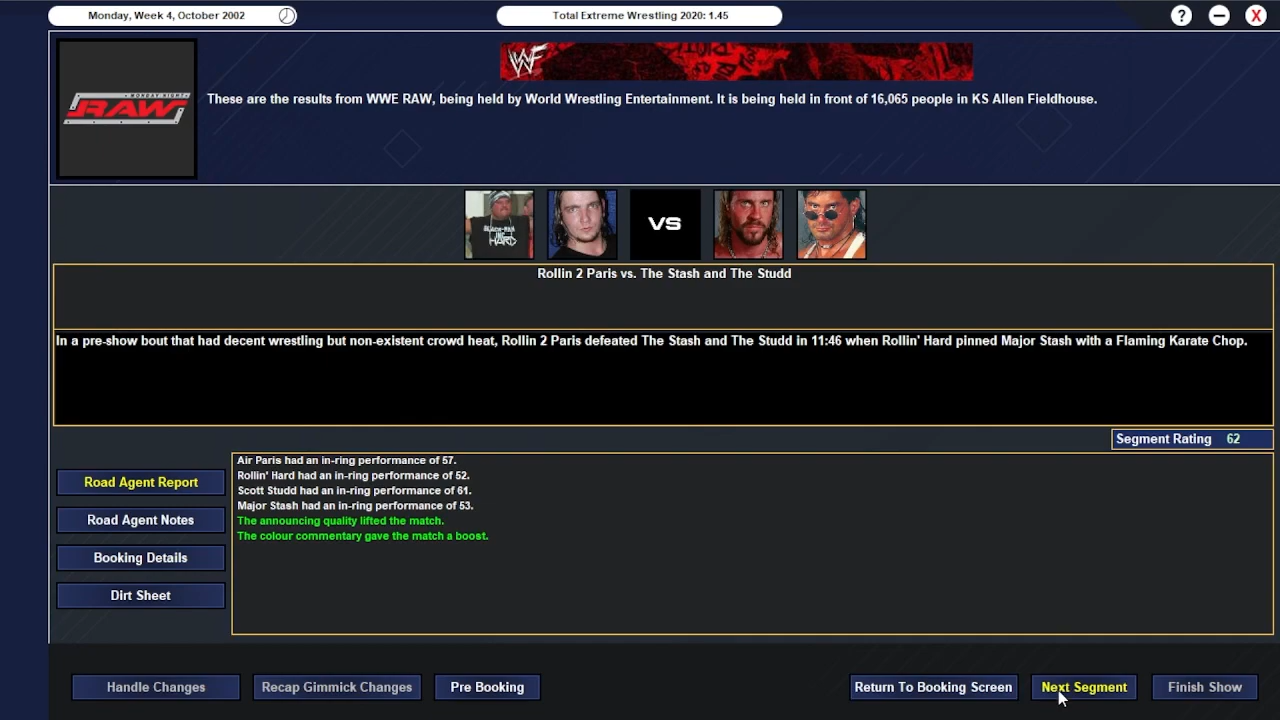 Monday, Week 4, October 2002
Total Extreme Wrestling 2020: 1.45
?
X
WF
MONDAY NIGHT
RAW
These are the results from WWE RAW, being held by World Wrestling Entertainment. It is being held in front of 16,065 people in KS Allen Fieldhouse.
VS
Rollin 2 Paris vs. The Stash and The Studd
In a pre-show bout that had decent wrestling but non-existent crowd heat, Rollin 2 Paris defeated The Stash and The Studd in 11:46 when Rollin' Hard pinned Major Stash with a Flaming Karate Chop.
Segment Rating 62
Road Agent Report
Road Agent Notes
Booking Details
Dirt Sheet
Air Paris had an in-ring performance of 57.
Rollin' Hard had an in-ring performance of 52.
Scott Studd had an in-ring performance of 61.
Major Stash had an in-ring performance of 53.
The announcing quality lifted the match.
The colour commentary gave the match a boost.
Handle Changes
Recap Gimmick Changes
Pre Booking
Return To Booking Screen
Next Segment
Finish Show